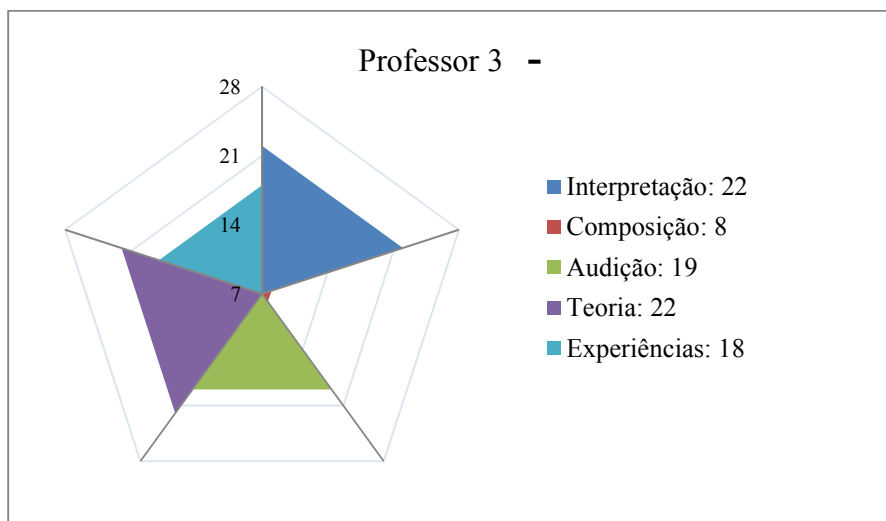 Professor 3 -
28
21
14
7
Interpretação: 22
Composição: 8
Audição: 19
Teoria: 22
Experiências: 18